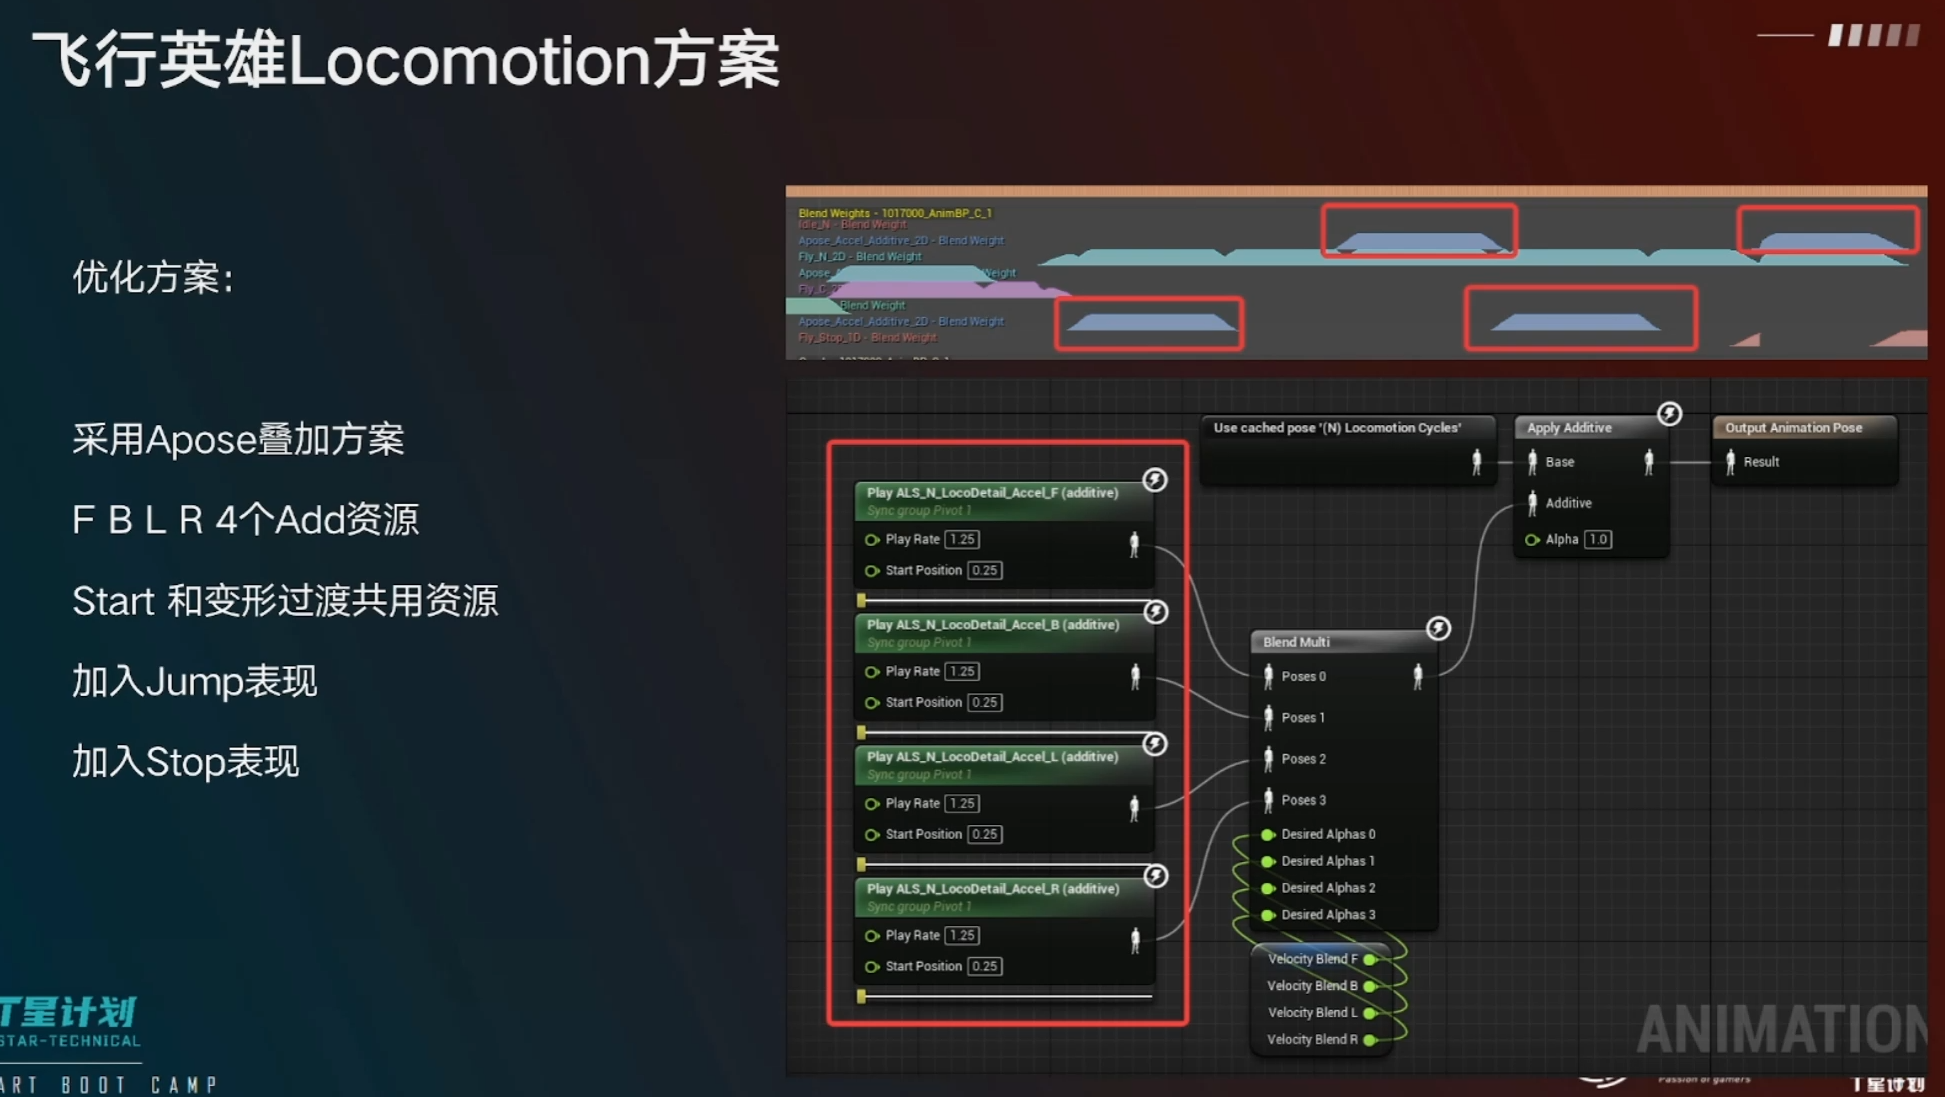 飞行英雄Locomotion方案
优化方案:
采用Apose叠加方案
F B L R 4个Add资源
Start 和变形过渡共用资源
加入Jump表现
加入Stop表现
Blend Weights - 1017000_AnimBP_C_1
Idle_N - Blend Weight
Apose_Accel_Additive_2D - Blend Weight
Fly_N_2D - Blend Weight
Apose_ Weight
Fly_C_2
Blend Weight
Apose_Accel_Additive_2D - Blend Weight
Fly_Stop_1D - Blend Weight
Play ALS_N_LocoDetail_Accel_F (additive)
Sync group Pivot 1
Play Rate 1.25
Start Position 0.25
Play ALS_N_LocoDetail_Accel_B (additive)
Sync group Pivot 1
Play Rate 1.25
Start Position 0.25
Play ALS_N_LocoDetail_Accel_L (additive)
Sync group Pivot 1
Play Rate 1.25
Start Position 0.25
Play ALS_N_LocoDetail_Accel_R (additive)
Sync group Pivot 1
Play Rate 1.25
Start Position 0.25
Use cached pose '(N) Locomotion Cycles'
Apply Additive
Base
Additive
Alpha 1.0
Output Animation Pose
Result
Blend Multi
Poses 0
Poses 1
Poses 2
Poses 3
Desired Alphas 0
Desired Alphas 1
Desired Alphas 2
Desired Alphas 3
Velocity Blend F
Velocity Blend B
Velocity Blend L
Velocity Blend R
ANIMATION
T星计划
STAR-TECHNICAL
ART BOOT CAMP
Passion of gamers
T星计划